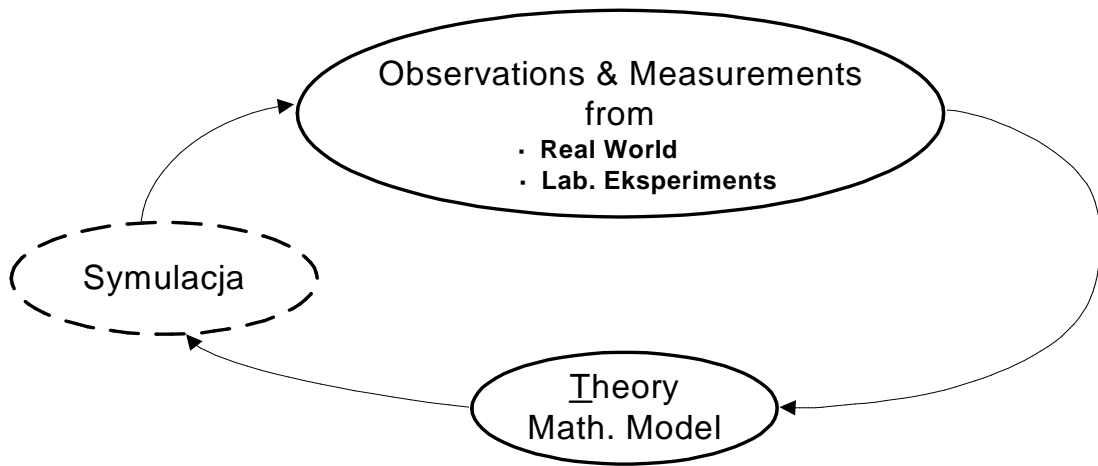 Observations & Measurements
from
· Real World
· Lab. Eksperiments
Symulacja
Theory
Math. Model